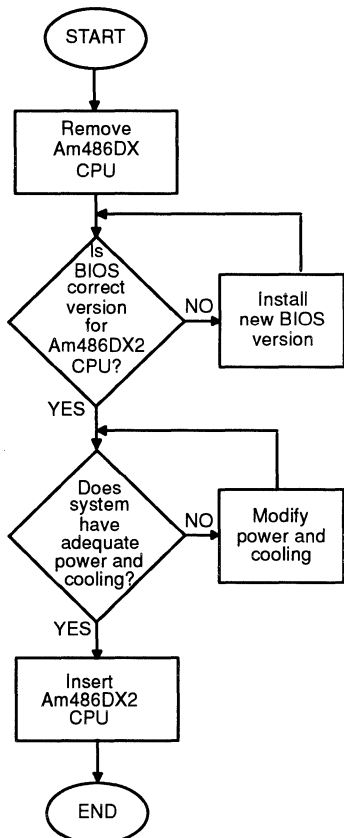 START
Remove
Am486DX
CPU
Is
BIOS
correct
version
for
Am486DX2
CPU?
NO
Install
new BIOS
version
YES
Does
system
have
adequate
power and
cooling?
NO
Modify
power and
cooling
YES
Insert
Am486DX2
CPU
END